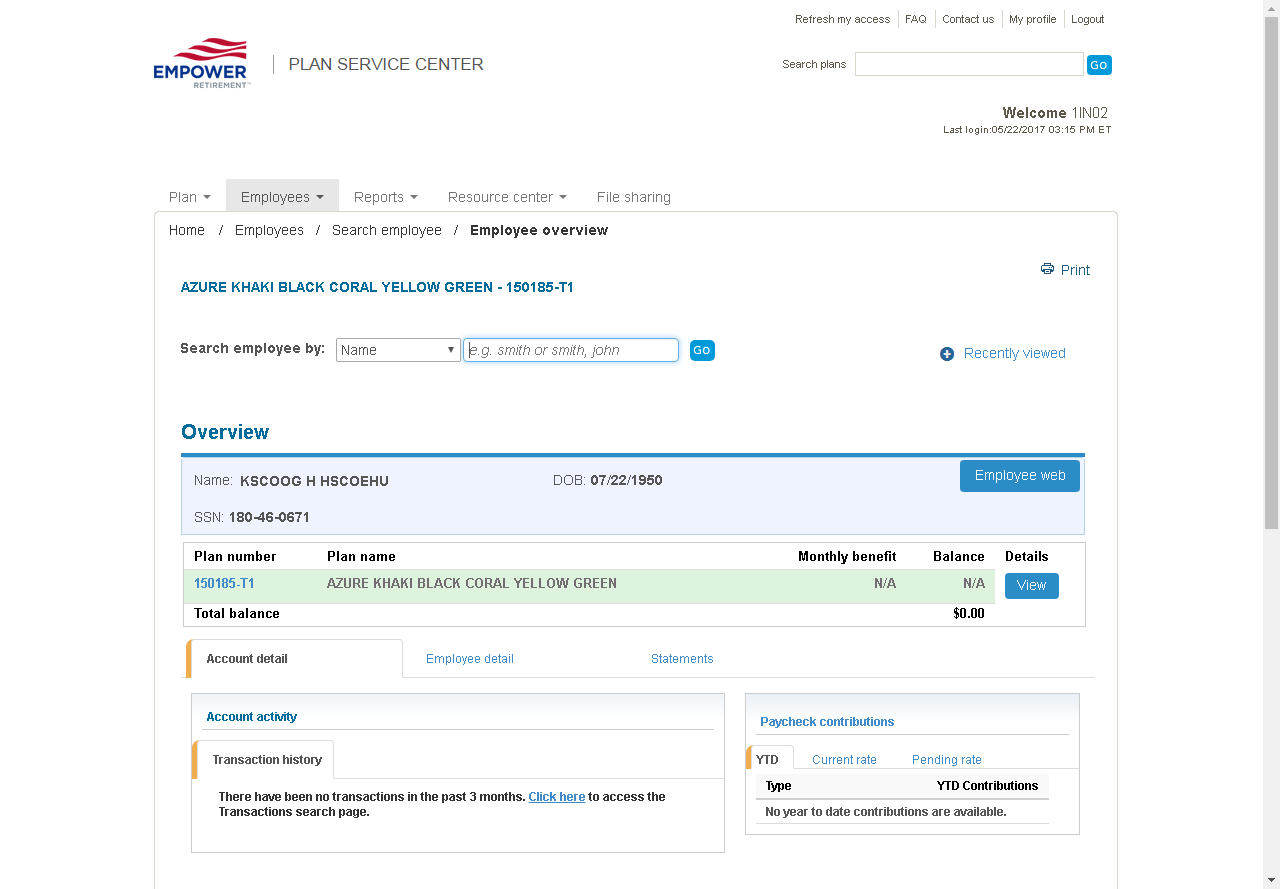 Refresh my access FAQ Contact us My profile Logout
EMPOWER
RETIREMENT™
PLAN SERVICE CENTER
Search plans Go
Welcome 1IN02
Last login:05/22/2017 03:15 PM ET
Plan Employees Reports Resource center File sharing
Home / Employees / Search employee / Employee overview
Print
AZURE KHAKI BLACK CORAL YELLOW GREEN - 150185-T1
Search employee by: Name e.g. smith or smith, john Go
Recently viewed
Overview
Name: KSCOOG H HSCOEHU DOB: 07/22/1950 Employee web
SSN: 180-46-0671
Plan number Plan name Monthly benefit Balance Details
150185-T1 AZURE KHAKI BLACK CORAL YELLOW GREEN N/A N/A View
Total balance $0.00
Account detail Employee detail Statements
Account activity
Transaction history
There have been no transactions in the past 3 months. Click here to access the
Transactions search page.
Paycheck contributions
YTD Current rate Pending rate
Type YTD Contributions
No year to date contributions are available.